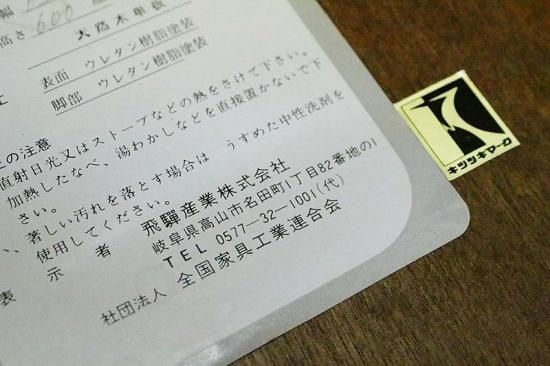 幅
高さ 600
天然木単板
表面 ウレタン樹脂塗装
脚部 ウレタン樹脂塗装
上の注意
直射日光又はストーブなどの熱をさけて下さい。
加熱したなべ、湯わかしなどを直接置かないで下
さい。
著しい汚れを落とす場合は うすめた中性洗剤を
使用してください。
表示者 飛驒産業株式会社
岐阜県高山市名田町1丁目82番地の1
TEL 0577-32-1001(代)
社団法人 全国家具工業連合会
キツツキマーク